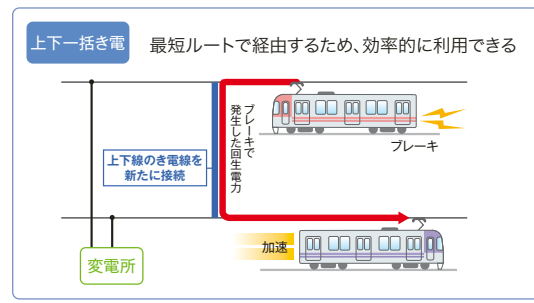 上下一括き電
最短ルートで経由するため、効率的に利用できる
ブレーキで
発生した回生電力
ブレーキ
上下線のき電線を
新たに接続
加速
変電所